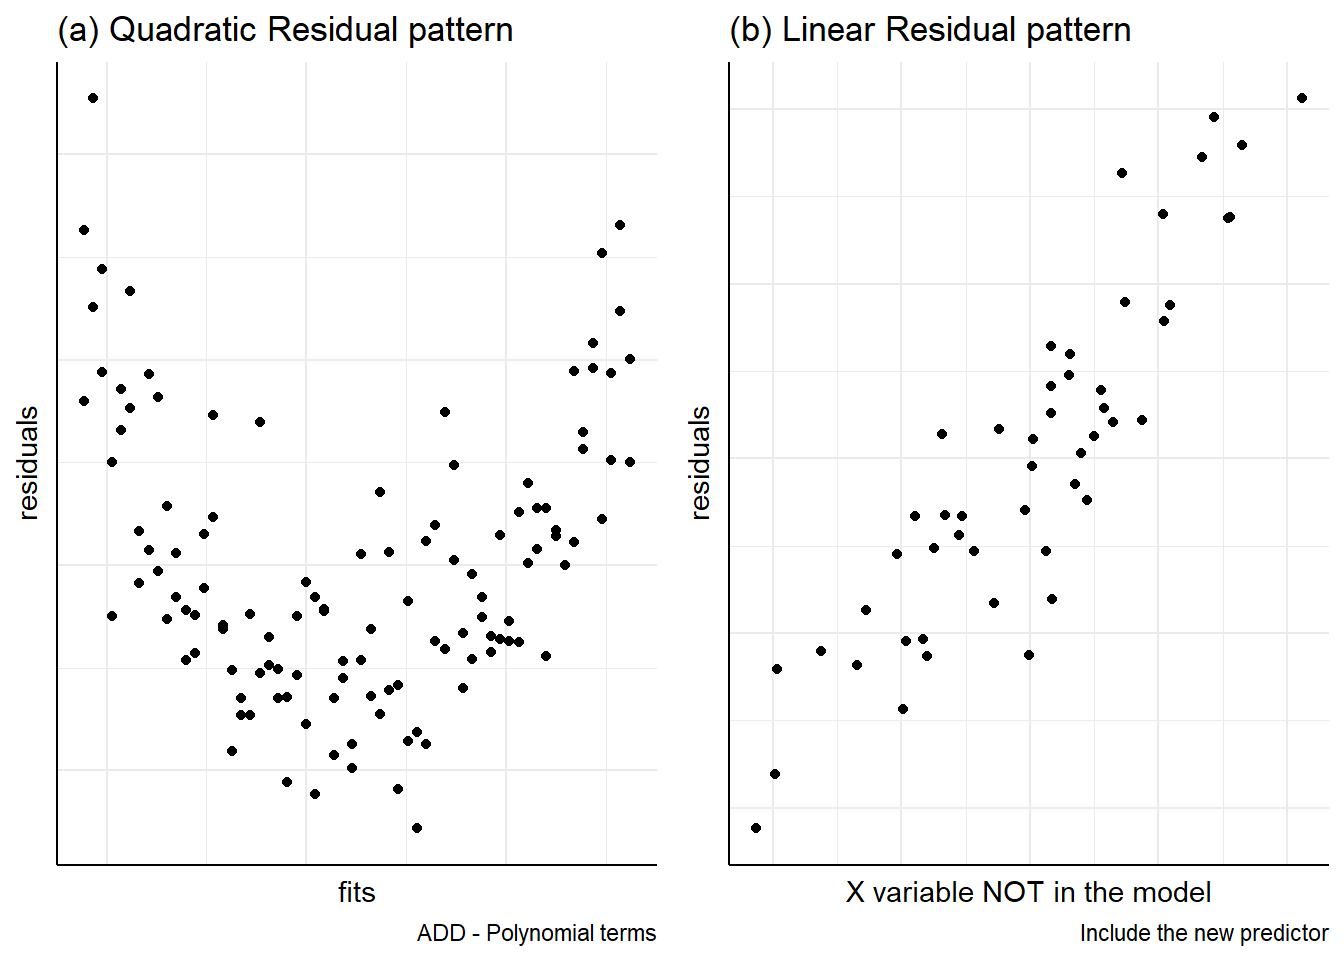 (a) Quadratic Residual pattern
residuals
fits
ADD - Polynomial terms
(b) Linear Residual pattern
residuals
X variable NOT in the model
Include the new predictor